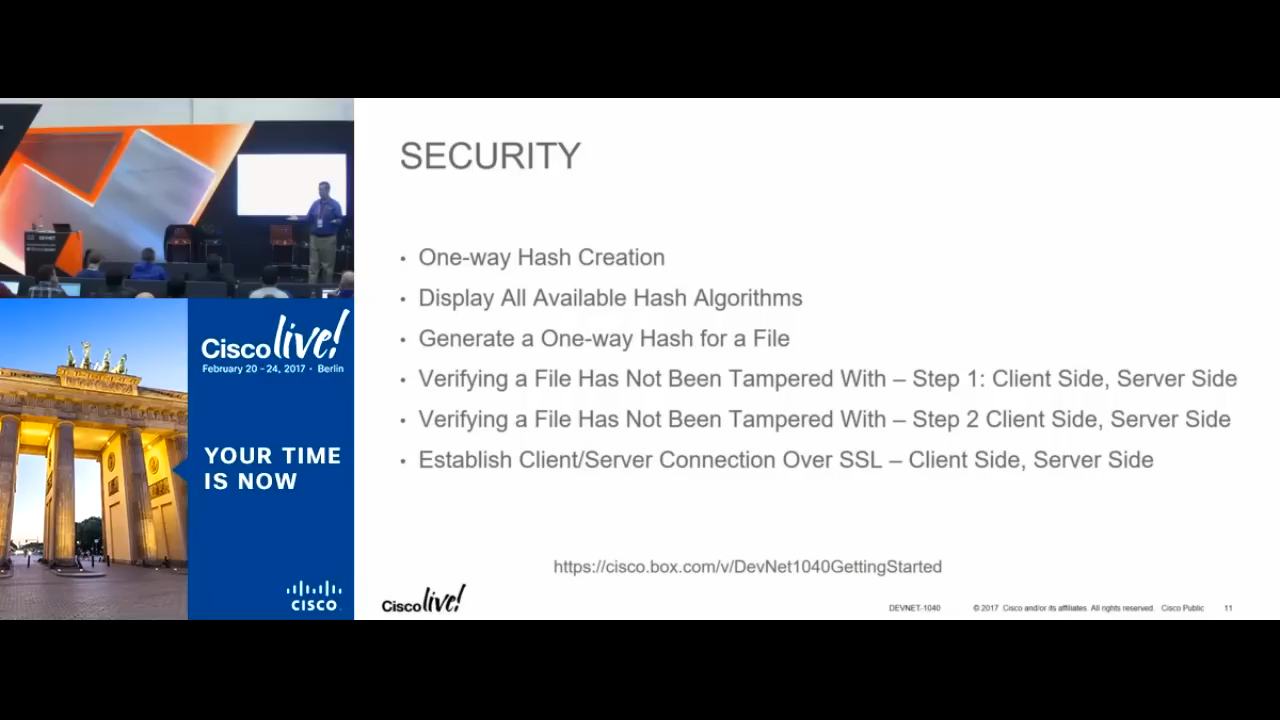 SECURITY
• One-way Hash Creation
• Display All Available Hash Algorithms
• Generate a One-way Hash for a File
• Verifying a File Has Not Been Tampered With – Step 1: Client Side, Server Side
• Verifying a File Has Not Been Tampered With – Step 2 Client Side, Server Side
• Establish Client/Server Connection Over SSL – Client Side, Server Side
https://cisco.box.com/v/DevNet1040GettingStarted
Cisco live!
DEVNET-1040 © 2017 Cisco and/or its affiliates. All rights reserved. Cisco Public 11
Cisco live!
February 20 - 24, 2017 • Berlin
YOUR TIME
IS NOW
CISCO